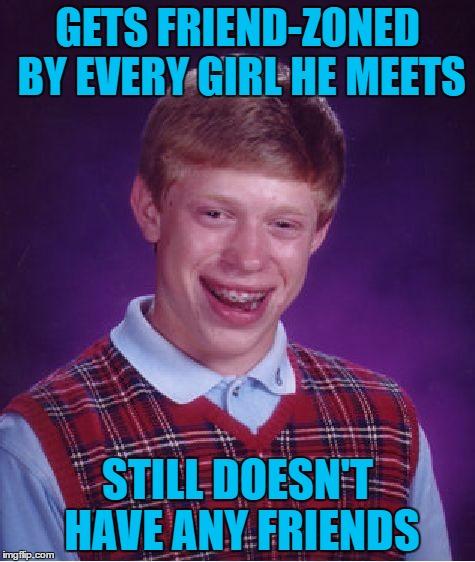 GETS FRIEND-ZONED
BY EVERY GIRL HE MEETS
STILL DOESN'T
HAVE ANY FRIENDS
imgflip.com